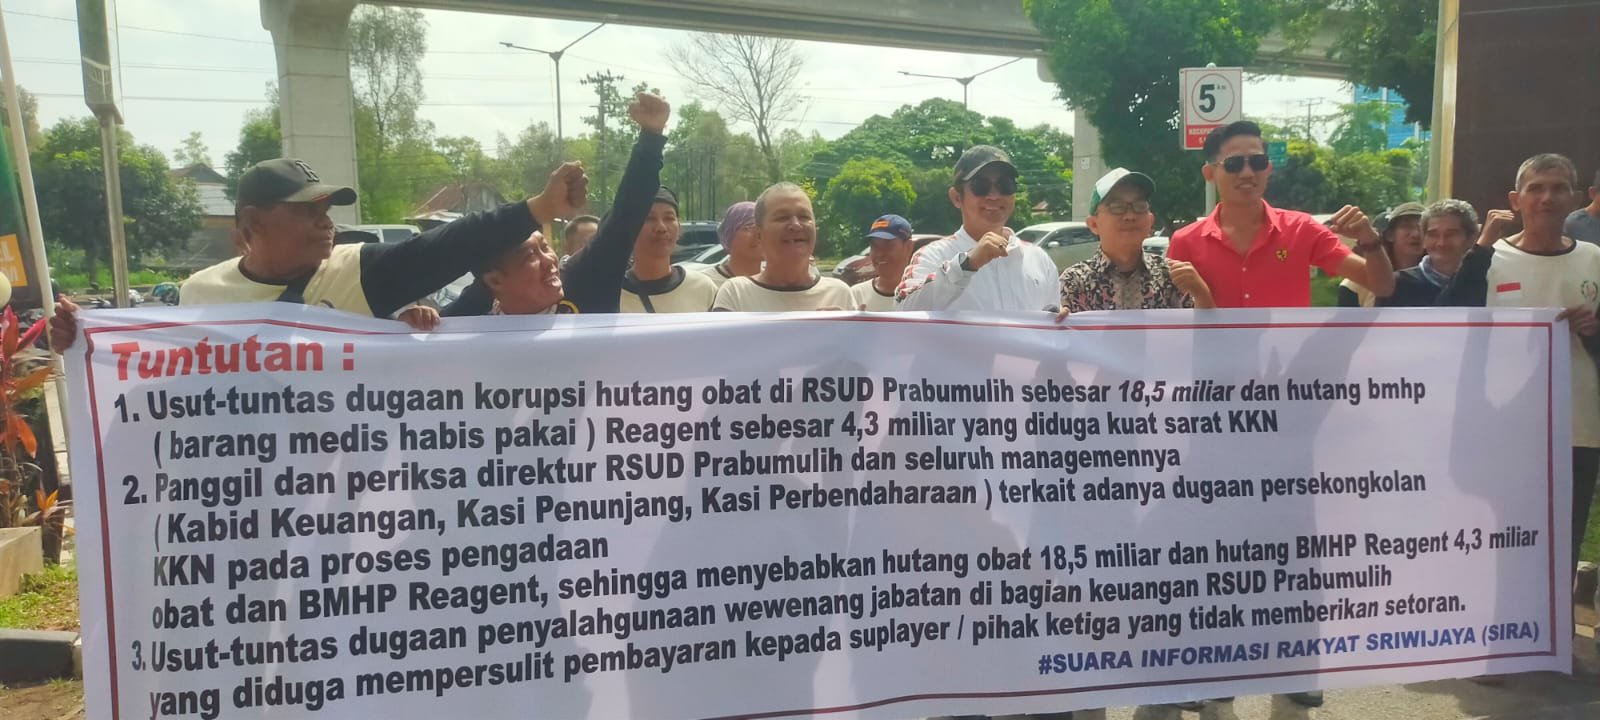 Tuntutan :
1. Usut-tuntas dugaan korupsi hutang obat di RSUD Prabumulih sebesar 18,5 miliar dan hutang bmhp
( barang medis habis pakai ) Reagent sebesar 4,3 miliar yang diduga kuat sarat KKN
2. Panggil dan periksa direktur RSUD Prabumulih dan seluruh managemennya
( Kabid Keuangan, Kasi Penunjang, Kasi Perbendaharaan ) terkait adanya dugaan persekongkolan
KKN pada proses pengadaan
obat dan BMHP Reagent, sehingga menyebabkan hutang obat 18,5 miliar dan hutang BMHP Reagent 4,3 miliar
3. Usut-tuntas dugaan penyalahgunaan wewenang jabatan di bagian keuangan RSUD Prabumulih
yang diduga mempersulit pembayaran kepada suplayer / pihak ketiga yang tidak memberikan setoran.
#SUARA INFORMASI RAKYAT SRIWIJAYA (SIRA)
5